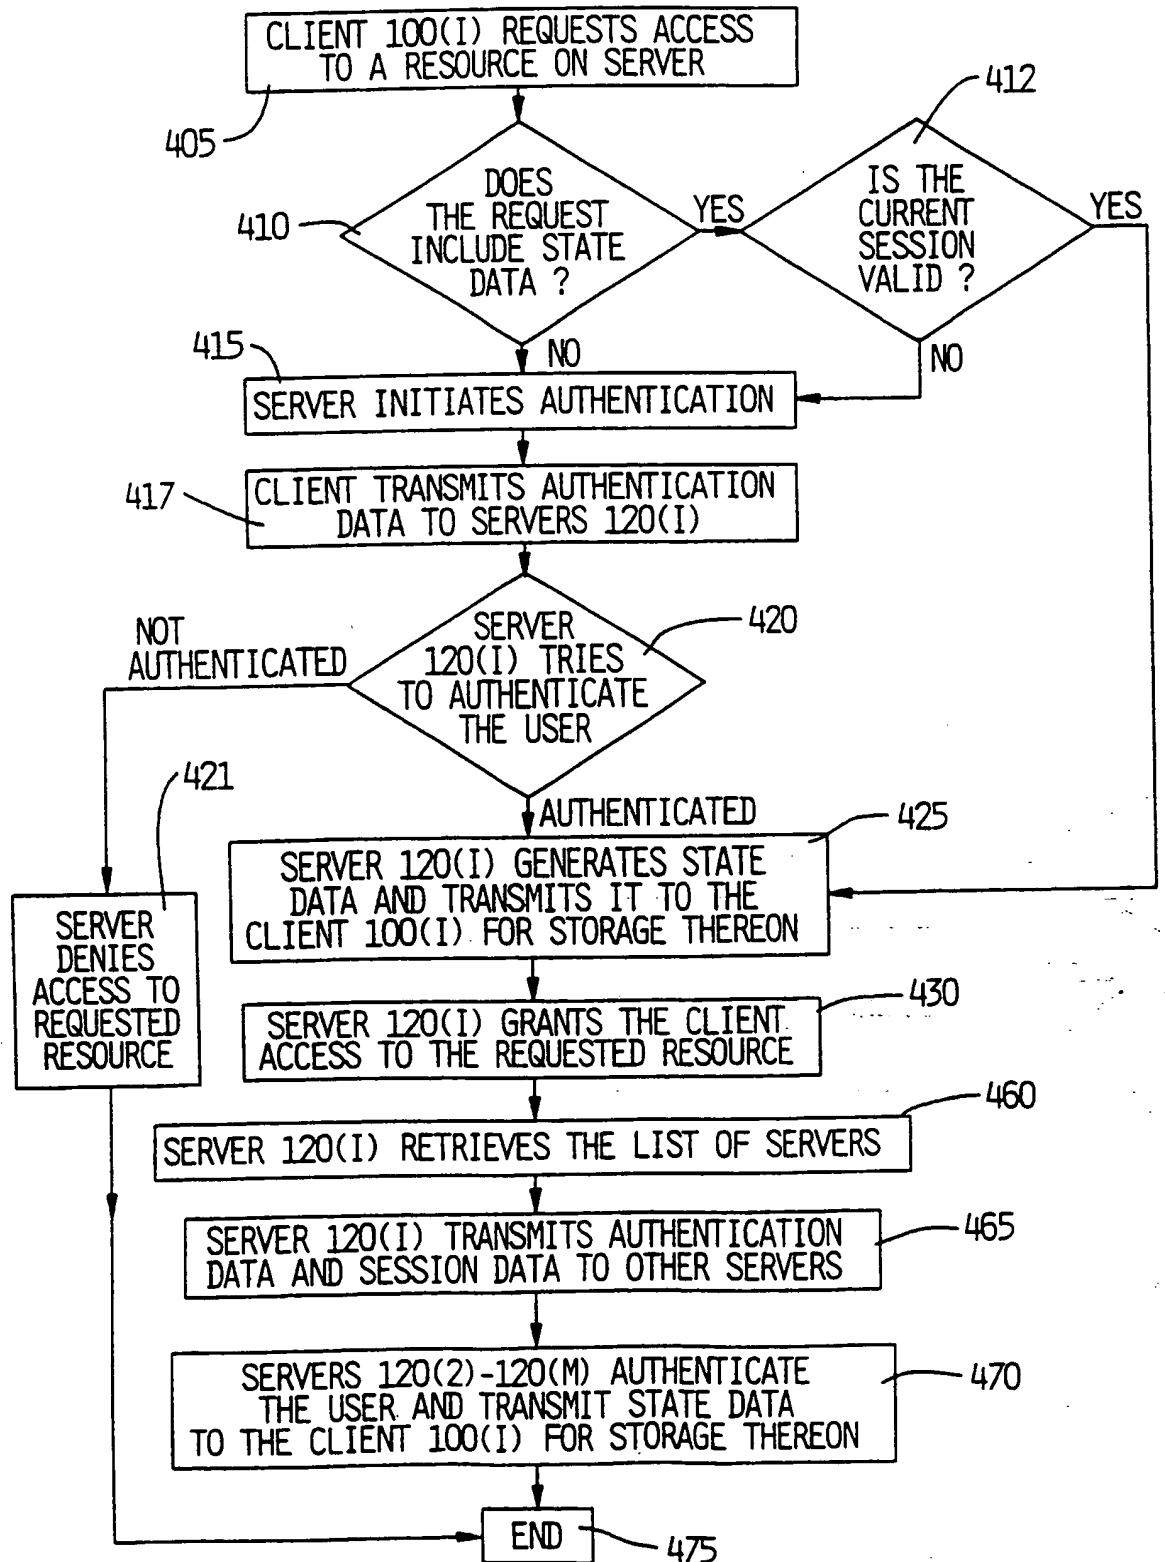 CLIENT 100(I) REQUESTS ACCESS
TO A RESOURCE ON SERVER
405
412
DOES
THE REQUEST
INCLUDE STATE
DATA ?
410
YES
IS THE
CURRENT
SESSION
VALID ?
YES
NO
NO
415
SERVER INITIATES AUTHENTICATION
417
CLIENT TRANSMITS AUTHENTICATION
DATA TO SERVERS 120(I)
SERVER
120(I) TRIES
TO AUTHENTICATE
THE USER
420
NOT
AUTHENTICATED
421
AUTHENTICATED
425
SERVER 120(I) GENERATES STATE
DATA AND TRANSMITS IT TO THE
CLIENT 100(I) FOR STORAGE THEREON
SERVER
DENIES
ACCESS TO
REQUESTED
RESOURCE
430
SERVER 120(I) GRANTS THE CLIENT
ACCESS TO THE REQUESTED RESOURCE
460
SERVER 120(I) RETRIEVES THE LIST OF SERVERS
465
SERVER 120(I) TRANSMITS AUTHENTICATION
DATA AND SESSION DATA TO OTHER SERVERS
470
SERVERS 120(2)-120(M) AUTHENTICATE
THE USER AND TRANSMIT STATE DATA
TO THE CLIENT 100(I) FOR STORAGE THEREON
END
475